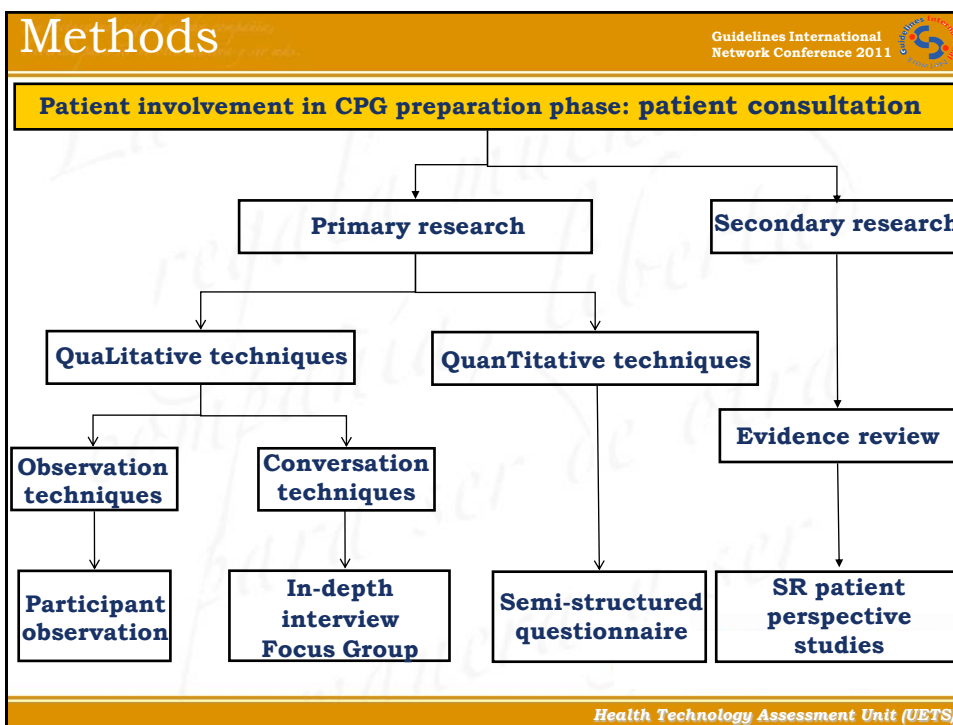 Methods
Guidelines International
Network Conference 2011
Patient involvement in CPG preparation phase: patient consultation
Primary research
Secondary research
QuaLitative techniques
QuanTitative techniques
Observation
techniques
Conversation
techniques
Evidence review
Participant
observation
In-depth
interview
Focus Group
Semi-structured
questionnaire
SR patient
perspective
studies
Health Technology Assessment Unit (UETS)